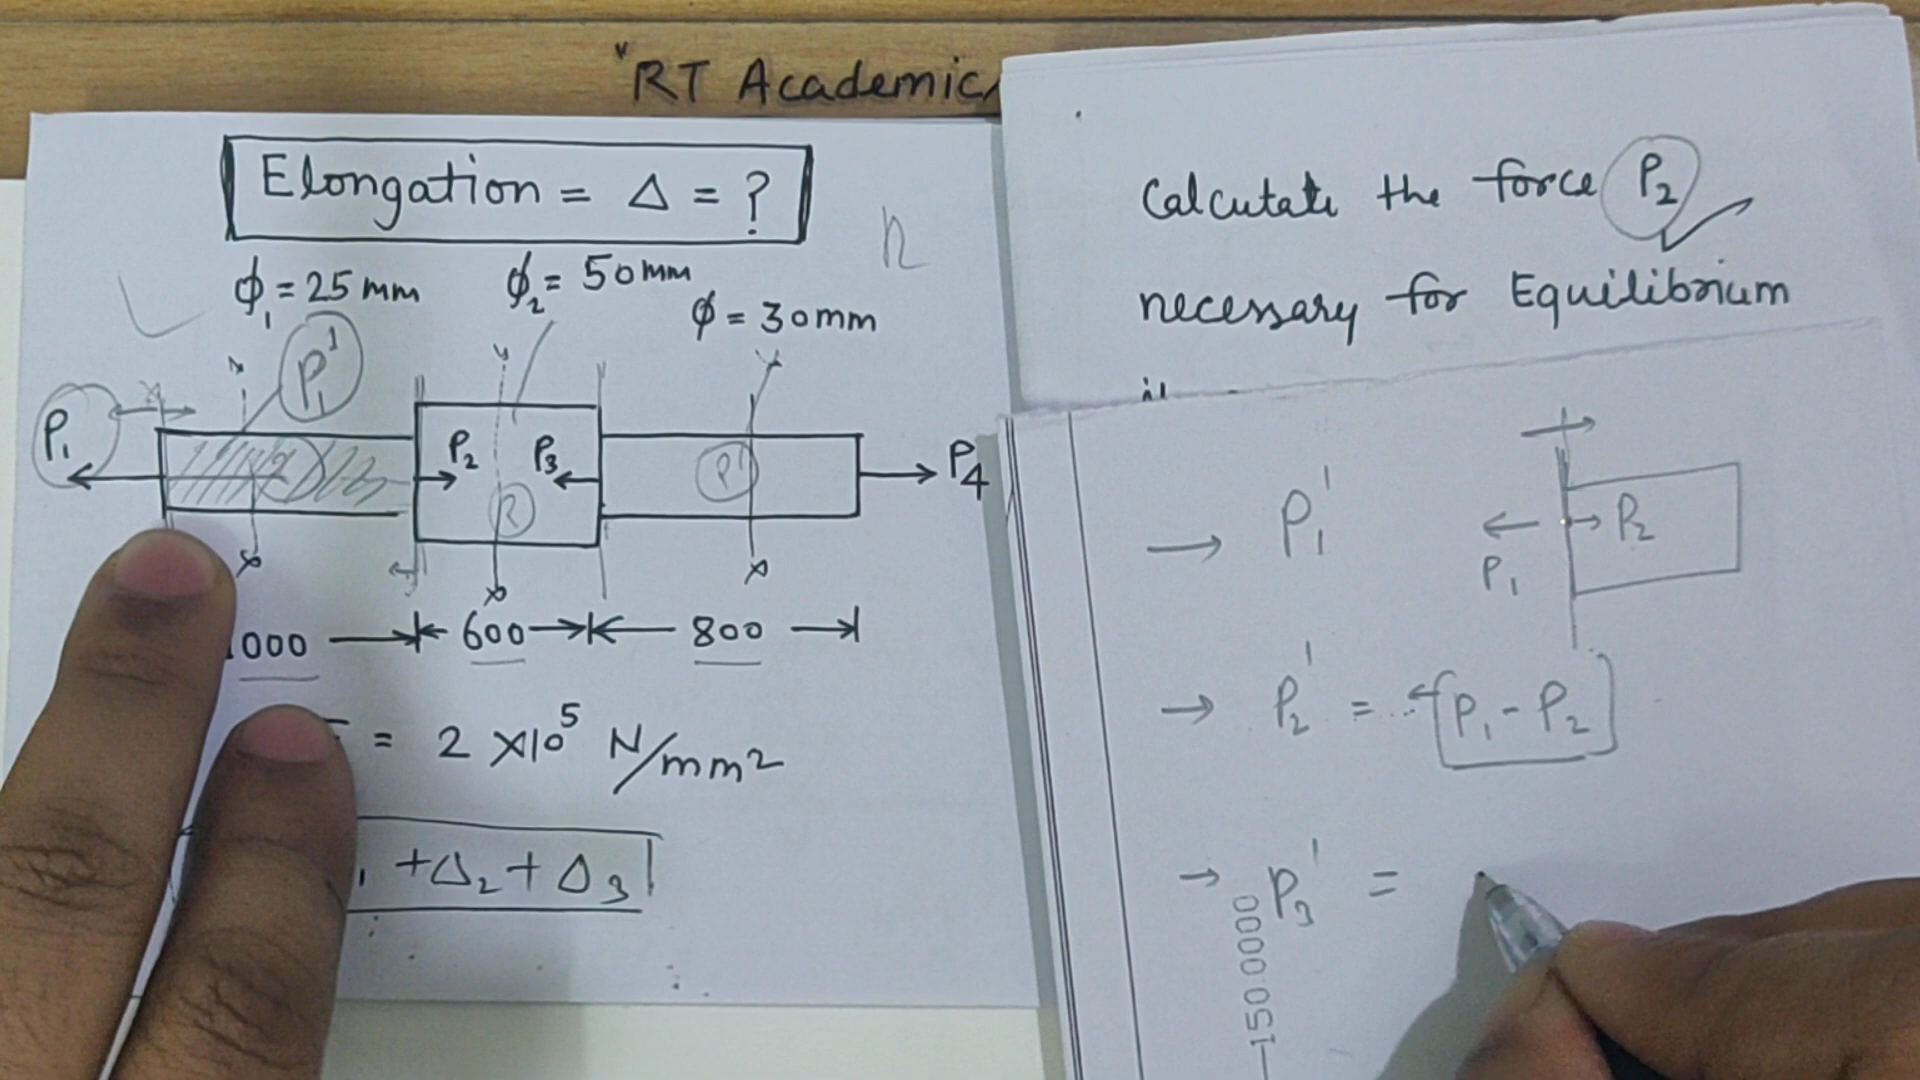 "RT Academic
Elongation = Δ = ?
ϕ₁ = 25 mm
ϕ₂ = 50 mm
ϕ = 30 mm
P₁'
P₁
P₂
P₃
P'
P₄
000
600
800
= 2 × 10⁵ N/mm²
+ Δ₂ + Δ₃
Calcutate the force P₂
necessary for Equilibrium
→ P₁'
P₁
P₂
→ P₂' = P₁ - P₂
→ P₃' =
150.0000